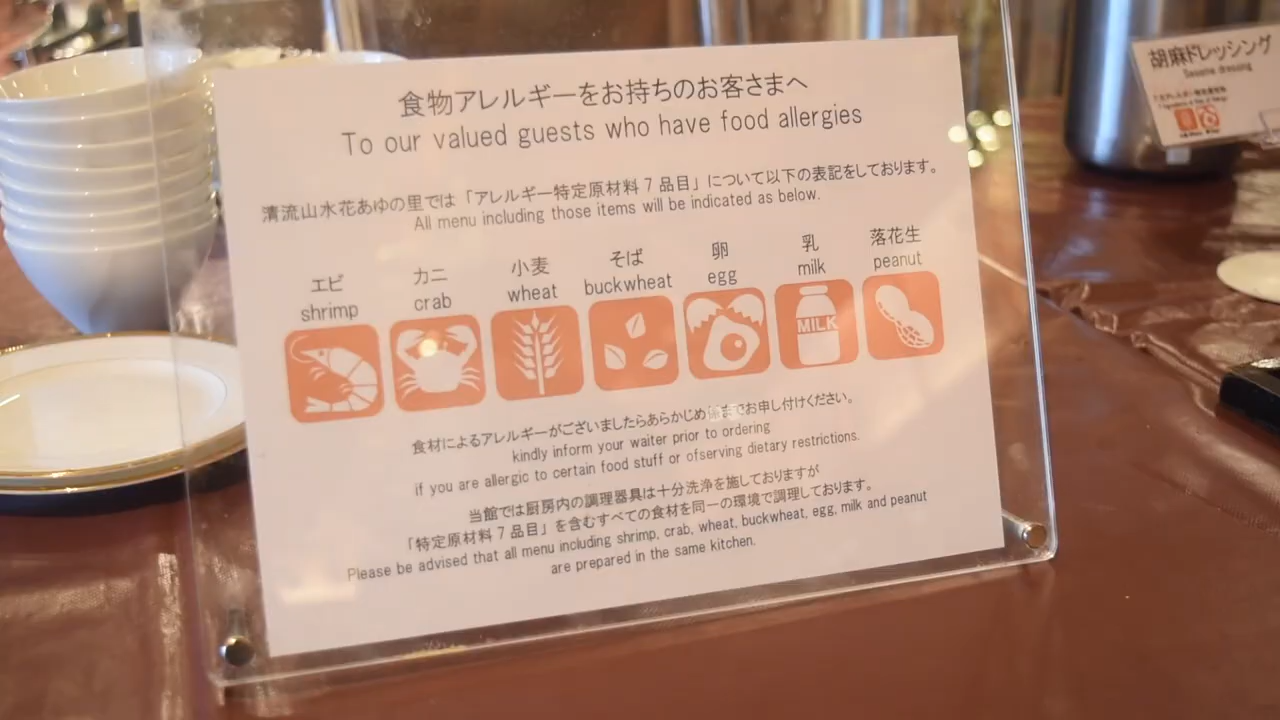 食物アレルギーをお持ちのお客さまへ
To our valued guests who have food allergies
清流山水花あゆの里では「アレルギー特定原材料7品目」について以下の表記をしております。
All menu including those items will be indicated as below.
エビ
shrimp
カニ
crab
小麦
wheat
そば
buckwheat
卵
egg
乳
milk
落花生
peanut
MILK
食材によるアレルギーがございましたらあらかじめ係までお申し付けください。
kindly inform your waiter prior to ordering
if you are allergic to certain food stuff or ofserving dietary restrictions.
当館では厨房内の調理器具は十分洗浄を施しておりますが
「特定原材料7品目」を含むすべての食材を同一の環境で調理しております。
Please be advised that all menu including shrimp, crab, wheat, buckwheat, egg, milk and peanut
are prepared in the same kitchen.
胡麻ドレッシング
Sesame dressing